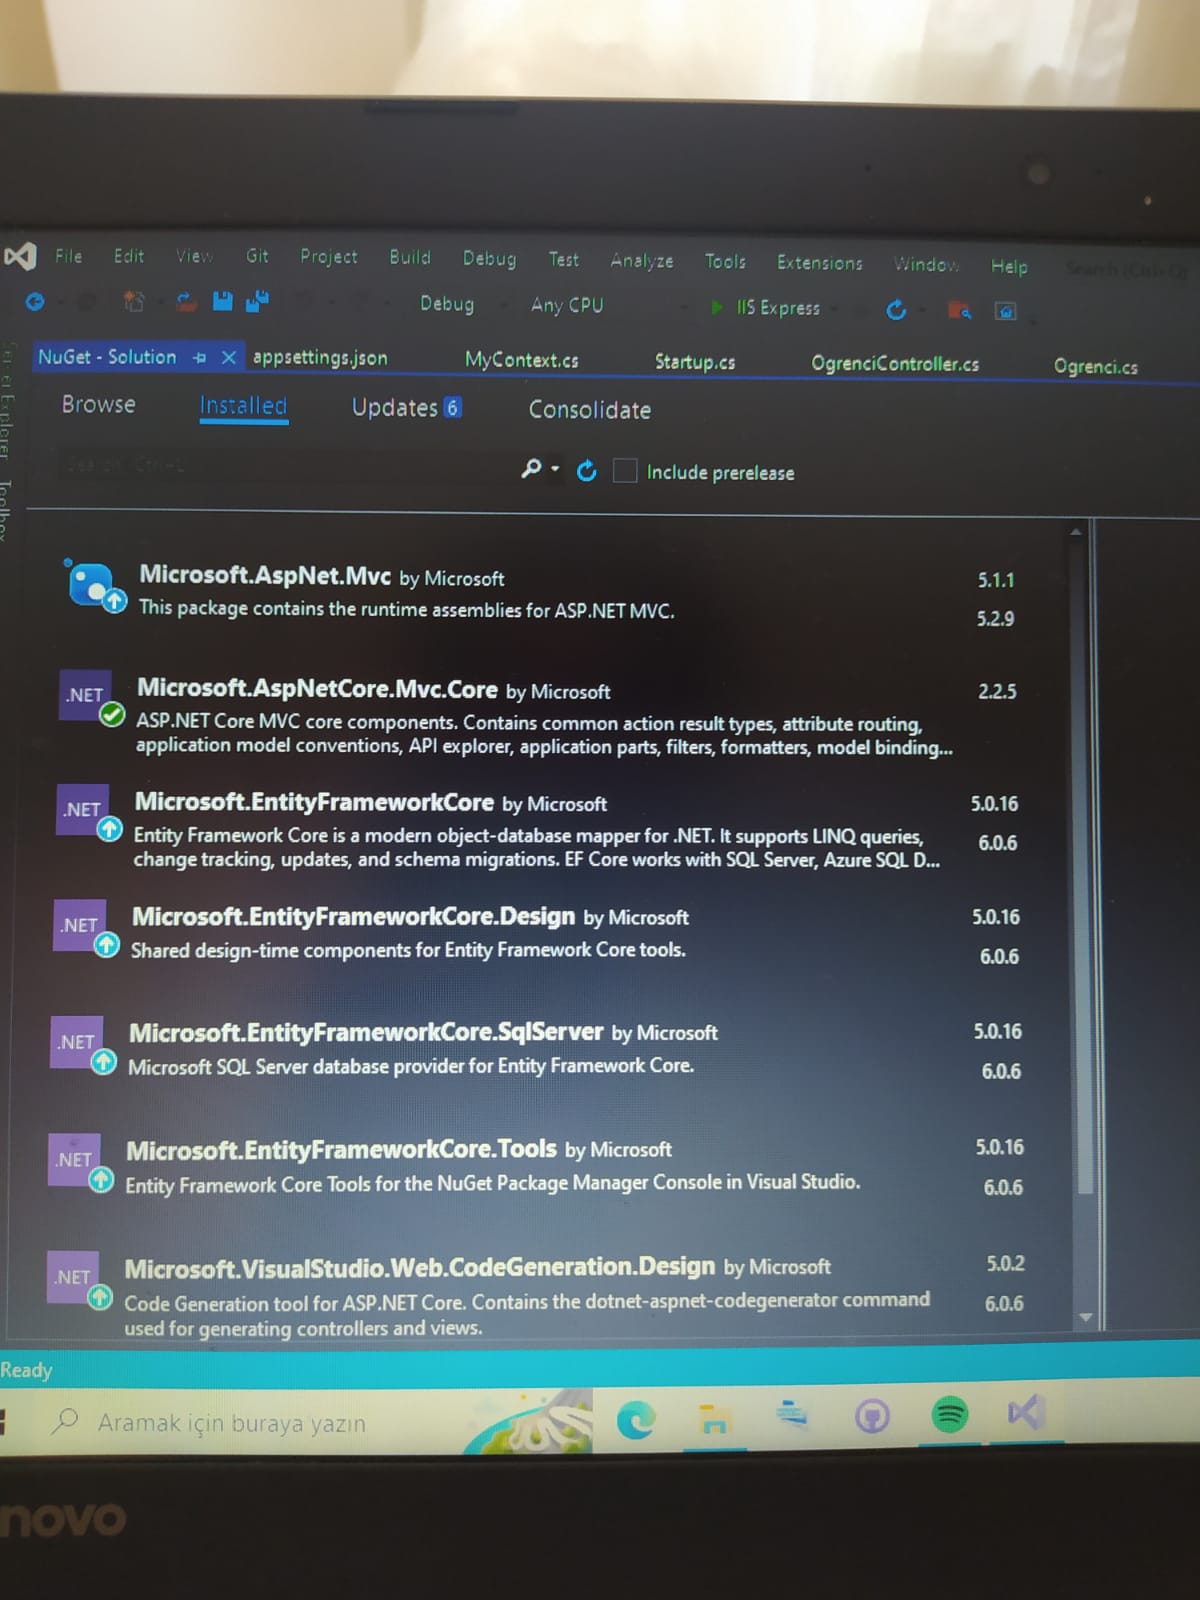 File Edit View Git Project Build Debug Test Analyze Tools Extensions Window Help Search (Ctrl+Q)
Debug Any CPU IIS Express
NuGet - Solution appsettings.json MyContext.cs Startup.cs OgrenciController.cs Ogrenci.cs
Browse Installed Updates 6 Consolidate
Search (Ctrl+L) Include prerelease
Toolbox
Microsoft.AspNet.Mvc by Microsoft 5.1.1
This package contains the runtime assemblies for ASP.NET MVC. 5.2.9
.NET Microsoft.AspNetCore.Mvc.Core by Microsoft 2.2.5
ASP.NET Core MVC core components. Contains common action result types, attribute routing,
application model conventions, API explorer, application parts, filters, formatters, model binding...
.NET Microsoft.EntityFrameworkCore by Microsoft 5.0.16
Entity Framework Core is a modern object-database mapper for .NET. It supports LINQ queries, 6.0.6
change tracking, updates, and schema migrations. EF Core works with SQL Server, Azure SQL D...
.NET Microsoft.EntityFrameworkCore.Design by Microsoft 5.0.16
Shared design-time components for Entity Framework Core tools. 6.0.6
.NET Microsoft.EntityFrameworkCore.SqlServer by Microsoft 5.0.16
Microsoft SQL Server database provider for Entity Framework Core. 6.0.6
.NET Microsoft.EntityFrameworkCore.Tools by Microsoft 5.0.16
Entity Framework Core Tools for the NuGet Package Manager Console in Visual Studio. 6.0.6
.NET Microsoft.VisualStudio.Web.CodeGeneration.Design by Microsoft 5.0.2
Code Generation tool for ASP.NET Core. Contains the dotnet-aspnet-codegenerator command 6.0.6
used for generating controllers and views.
Ready
Aramak için buraya yazın
novo